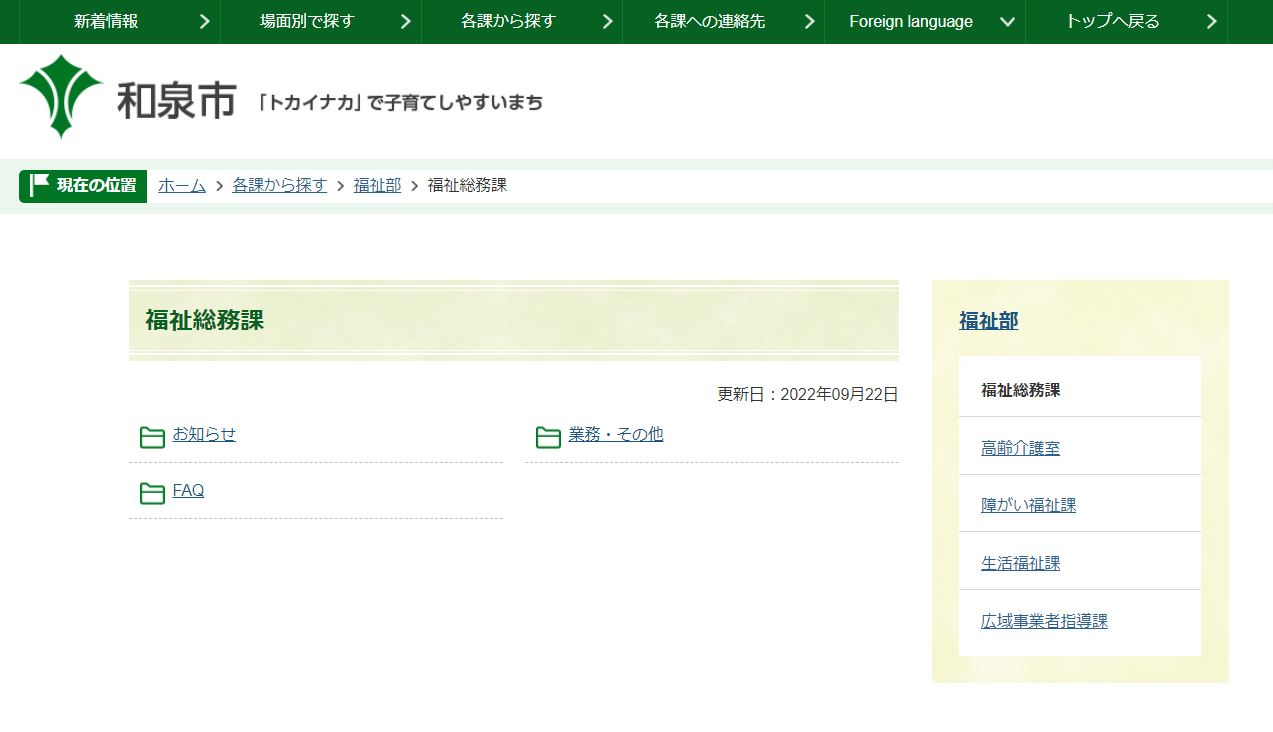 新着情報 場面別で探す 各課から探す 各課への連絡先 Foreign language トップへ戻る
和泉市 「トカイナカ」で子育てしやすいまち
現在の位置 ホーム > 各課から探す > 福祉部 > 福祉総務課
福祉総務課
更新日：2022年09月22日
お知らせ 業務・その他
FAQ
福祉部
福祉総務課
高齢介護室
障がい福祉課
生活福祉課
広域事業者指導課